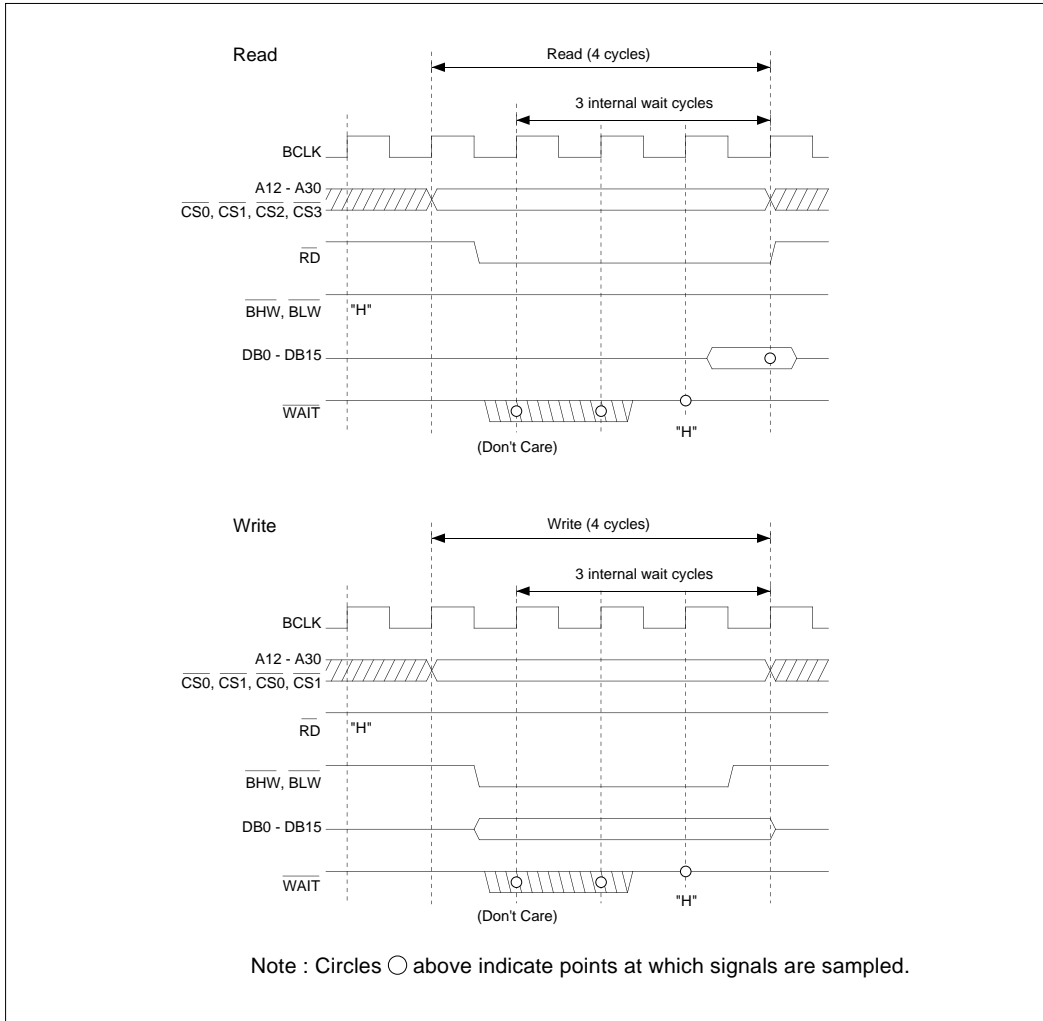 Read
Read (4 cycles)
3 internal wait cycles
BCLK
A12 - A30
CS0, CS1, CS2, CS3
RD
BHW, BLW "H"
DB0 - DB15
WAIT
"H"
(Don't Care)
Write
Write (4 cycles)
3 internal wait cycles
BCLK
A12 - A30
CS0, CS1, CS0, CS1
RD "H"
BHW, BLW
DB0 - DB15
WAIT
"H"
(Don't Care)
Note : Circles ○ above indicate points at which signals are sampled.